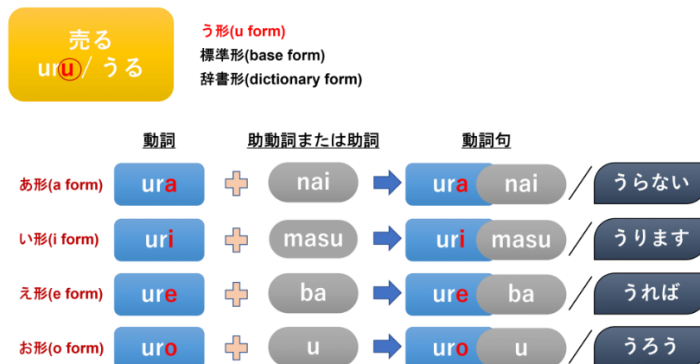 売る
uru / うる
う形(u form)
標準形(base form)
辞書形(dictionary form)
動詞 助動詞または助詞 動詞句
あ形(a form) ura nai ura nai うらない
い形(i form) uri masu uri masu うります
え形(e form) ure ba ure ba うれば
お形(o form) uro u uro u うろう